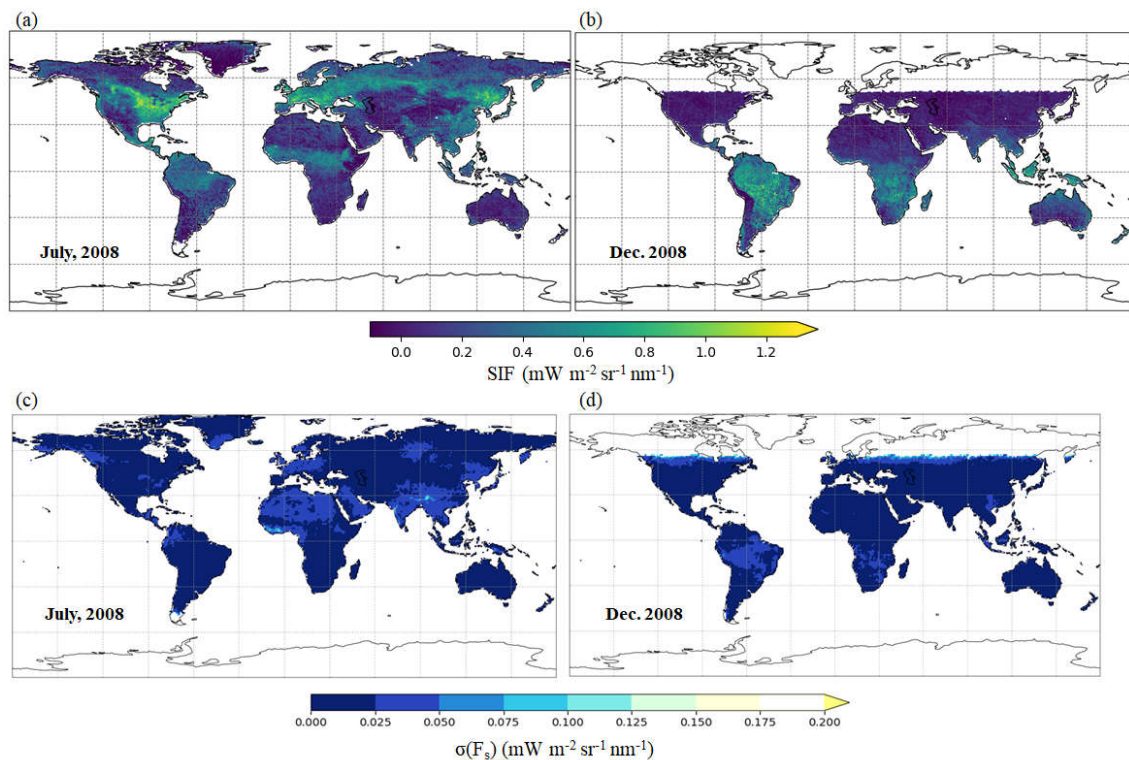 (a)
(b)
July, 2008
Dec. 2008
0.0 0.2 0.4 0.6 0.8 1.0 1.2
SIF (mW m⁻² sr⁻¹ nm⁻¹)
(c)
(d)
July, 2008
Dec. 2008
0.000 0.025 0.050 0.075 0.100 0.125 0.150 0.175 0.200
σ(Fₛ) (mW m⁻² sr⁻¹ nm⁻¹)